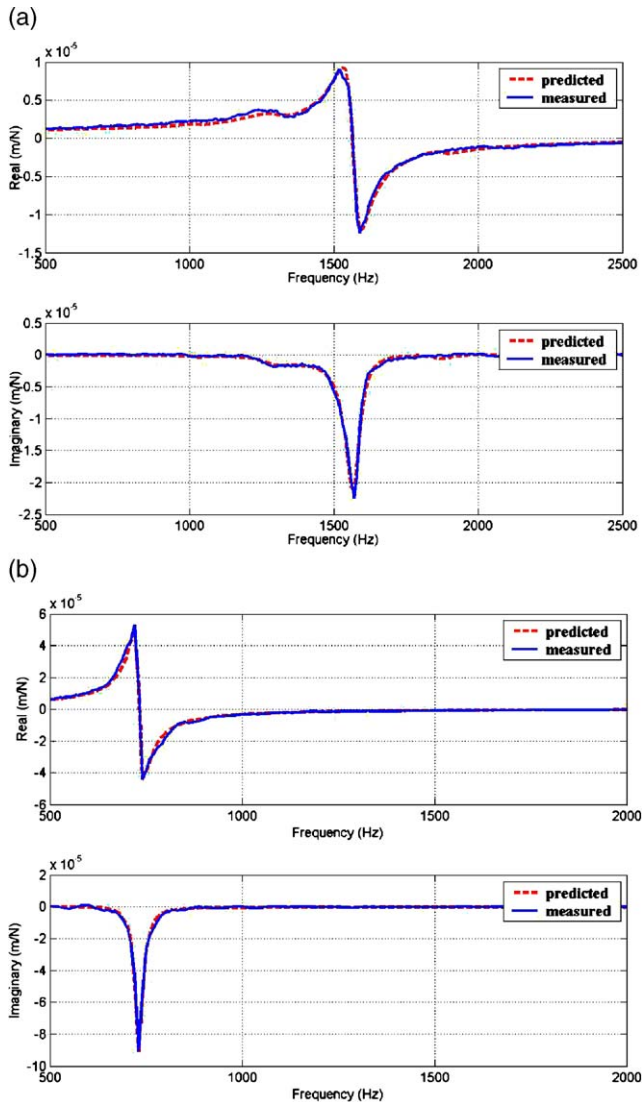 (a)
x 10^-5
1
0.5
0
-0.5
-1
-1.5
Real (m/N)
predicted
measured
500 1000 1500 2000 2500
Frequency (Hz)
x 10^-5
0.5
0
-0.5
-1
-1.5
-2
-2.5
Imaginary (m/N)
predicted
measured
500 1000 1500 2000 2500
Frequency (Hz)
(b)
x 10^-5
6
4
2
0
-2
-4
-6
Real (m/N)
predicted
measured
500 1000 1500 2000
Frequency (Hz)
x 10^-5
0
-2
-4
-6
-8
-10
Imaginary (m/N)
predicted
measured
500 1000 1500 2000
Frequency (Hz)